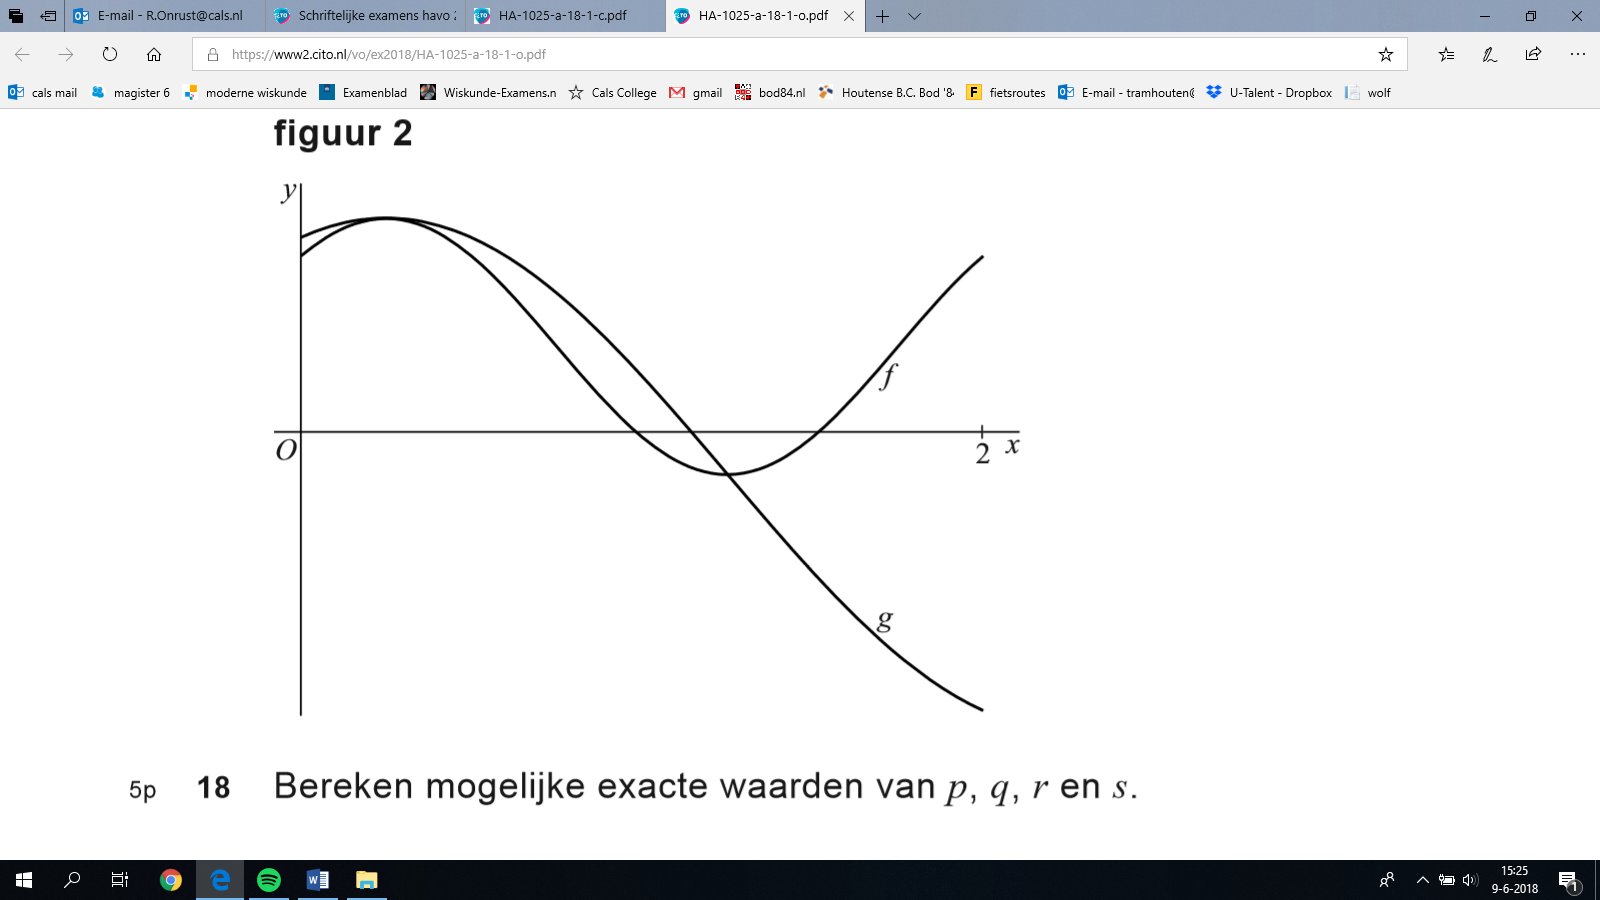 E-mail - R.Onrust@cals.nl
Schriftelijke examens havo 2
HA-1025-a-18-1-c.pdf
HA-1025-a-18-1-o.pdf
https://www2.cito.nl/vo/ex2018/HA-1025-a-18-1-o.pdf
cals mail magister 6 moderne wiskunde Examenblad Wiskunde-Examens.n Cals College gmail bod84.nl Houtense B.C. Bod '84 fietsroutes E-mail - tramhouten@ U-Talent - Dropbox wolf
figuur 2
y
f
O
2 x
g
5p 18 Bereken mogelijke exacte waarden van p, q, r en s.
15:25
9-6-2018
1